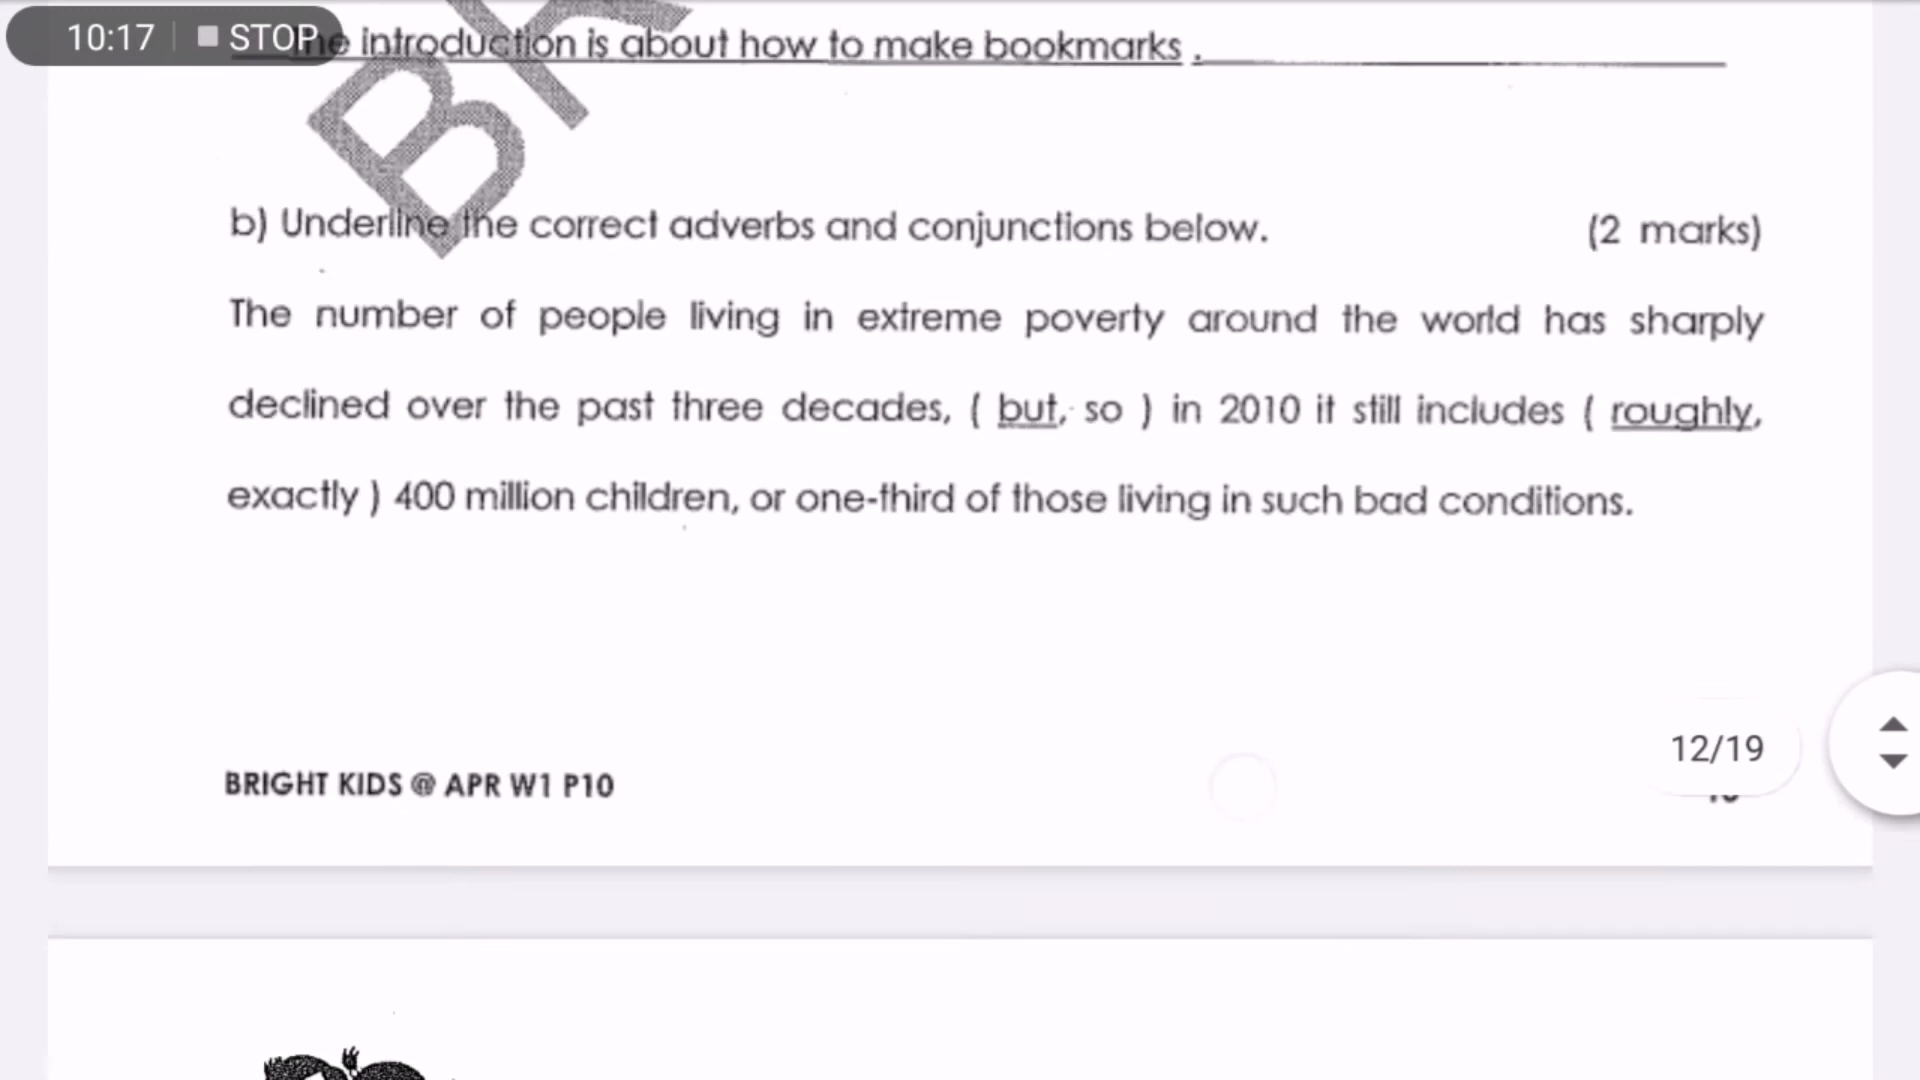 10:17 STOP
introduction is about how to make bookmarks .
BR
b) Underline the correct adverbs and conjunctions below. (2 marks)
The number of people living in extreme poverty around the world has sharply
declined over the past three decades, ( but, so ) in 2010 it still includes ( roughly,
exactly ) 400 million children, or one-third of those living in such bad conditions.
12/19
BRIGHT KIDS @ APR W1 P10